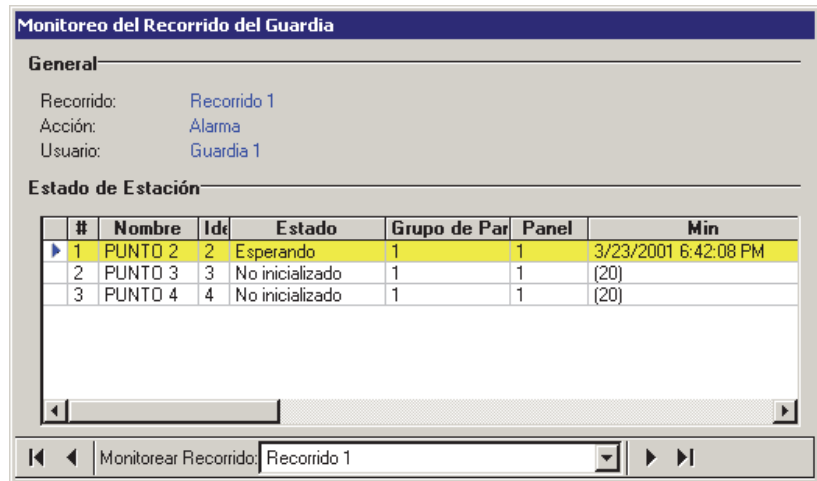 Monitoreo del Recorrido del Guardia
General
Recorrido: Recorrido 1
Acción: Alarma
Usuario: Guardia 1
Estado de Estación
# Nombre Ide Estado Grupo de Par Panel Min
1 PUNTO 2 2 Esperando 1 1 3/23/2001 6:42:08 PM
2 PUNTO 3 3 No inicializado 1 1 (20)
3 PUNTO 4 4 No inicializado 1 1 (20)
Monitorear Recorrido: Recorrido 1